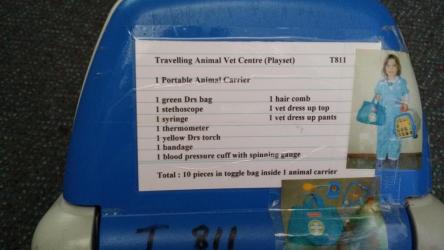 Travelling Animal Vet Centre (Playset) T811
1 Portable Animal Carrier
1 green Drs bag 1 hair comb
1 stethoscope 1 vet dress up top
1 syringe 1 vet dress up pants
1 thermometer
1 yellow Drs torch
1 bandage
1 blood pressure cuff with spinning gauge
Total : 10 pieces in toggle bag inside 1 animal carrier
T 811